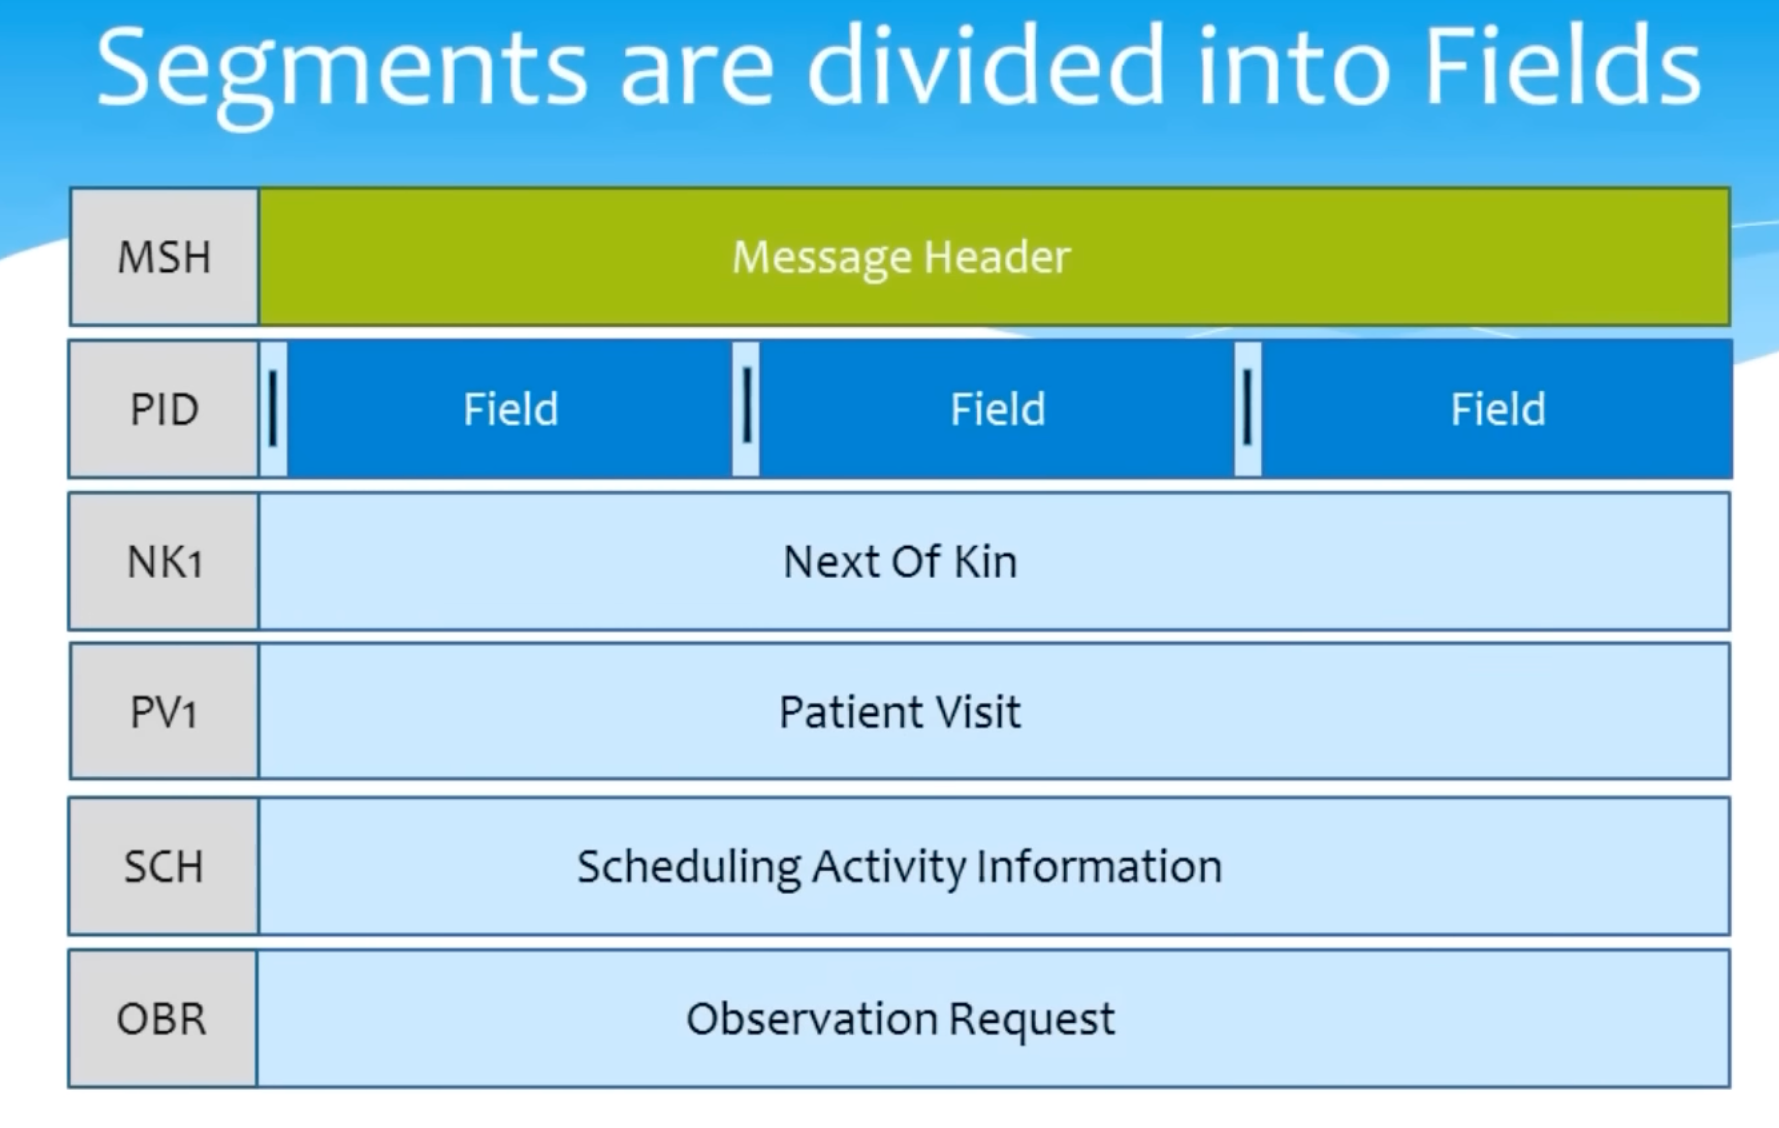 Segments are divided into Fields
MSH Message Header
PID | Field | Field | Field
NK1 Next Of Kin
PV1 Patient Visit
SCH Scheduling Activity Information
OBR Observation Request